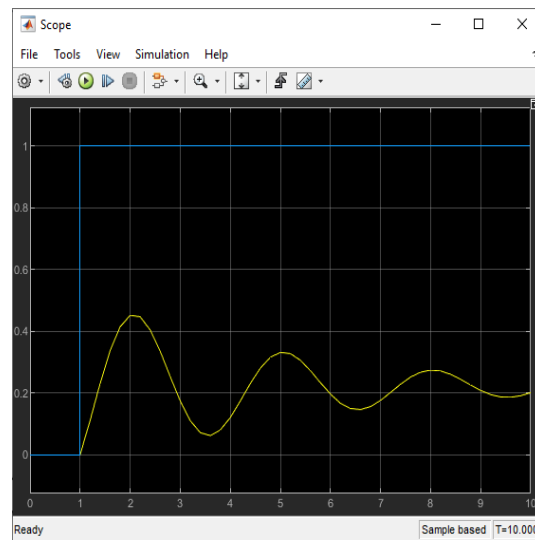 Scope
File Tools View Simulation Help
1
0.8
0.6
0.4
0.2
0
0 1 2 3 4 5 6 7 8 9 10
Ready Sample based T=10.000